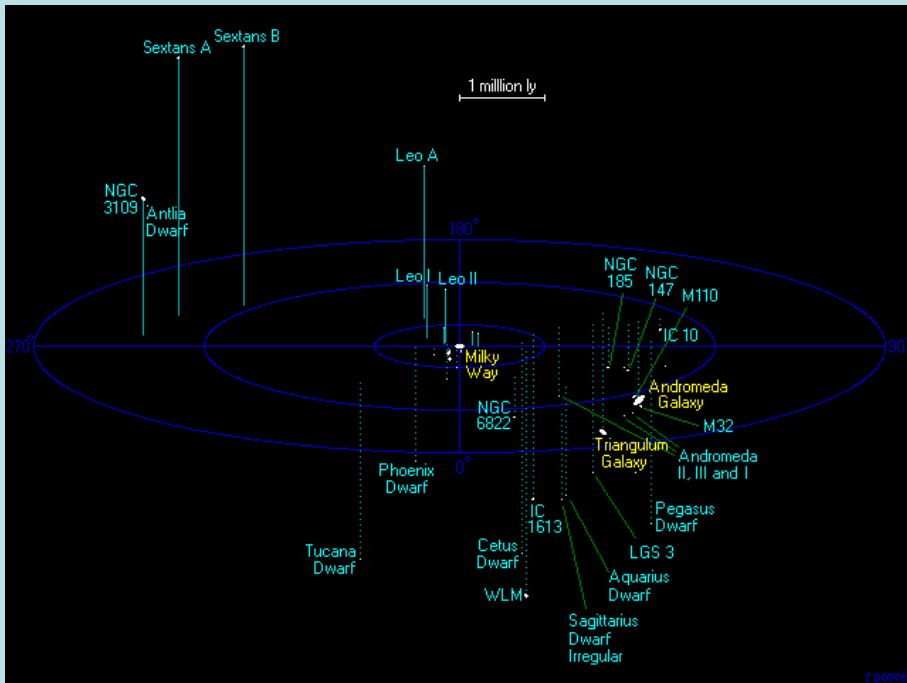 Sextans B
Sextans A
1 milllion ly
Leo A
NGC
3109
Antlia
Dwarf
180°
NGC
185
NGC
147
M110
Leo I
Leo II
IC 10
270°
II
Milky
Way
90°
Andromeda
Galaxy
NGC
6822
M32
Triangulum
Galaxy
Andromeda
II, III and I
0°
Phoenix
Dwarf
IC
1613
Pegasus
Dwarf
Tucana
Dwarf
Cetus
Dwarf
LGS 3
WLM
Aquarius
Dwarf
Sagittarius
Dwarf
Irregular